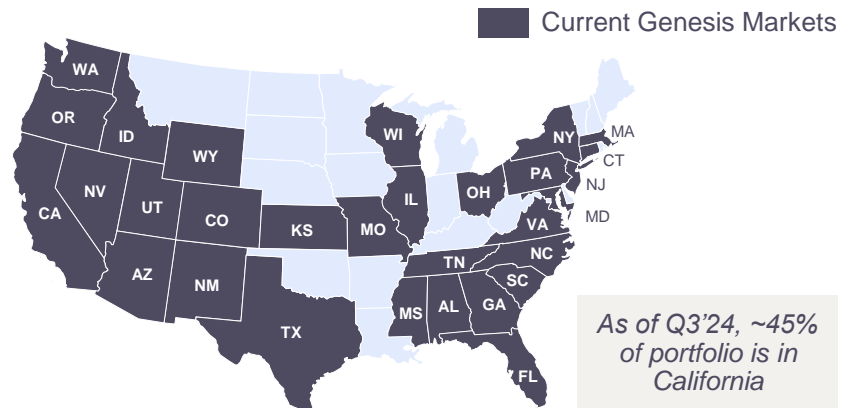 Current Genesis Markets
WA
OR
ID
WY
WI
NY
MA
CT
PA
NJ
OH
IL
NV
UT
CO
CA
KS
MO
VA
MD
NC
TN
SC
AZ
NM
MS
AL
GA
TX
FL
As of Q3'24, ~45%
of portfolio is in
California